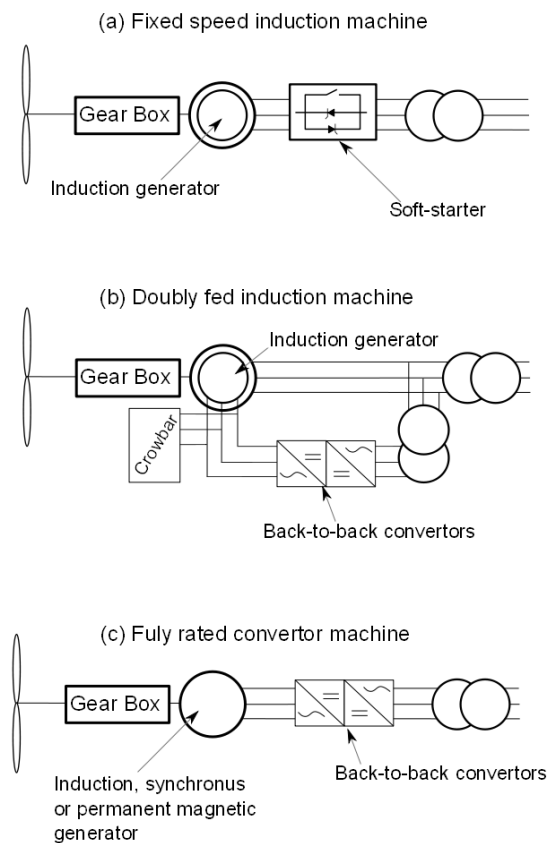 (a) Fixed speed induction machine
Gear Box
Induction generator
Soft-starter
(b) Doubly fed induction machine
Induction generator
Gear Box
Crowbar
Back-to-back convertors
(c) Fuly rated convertor machine
Gear Box
Back-to-back convertors
Induction, synchronus
or permanent magnetic
generator